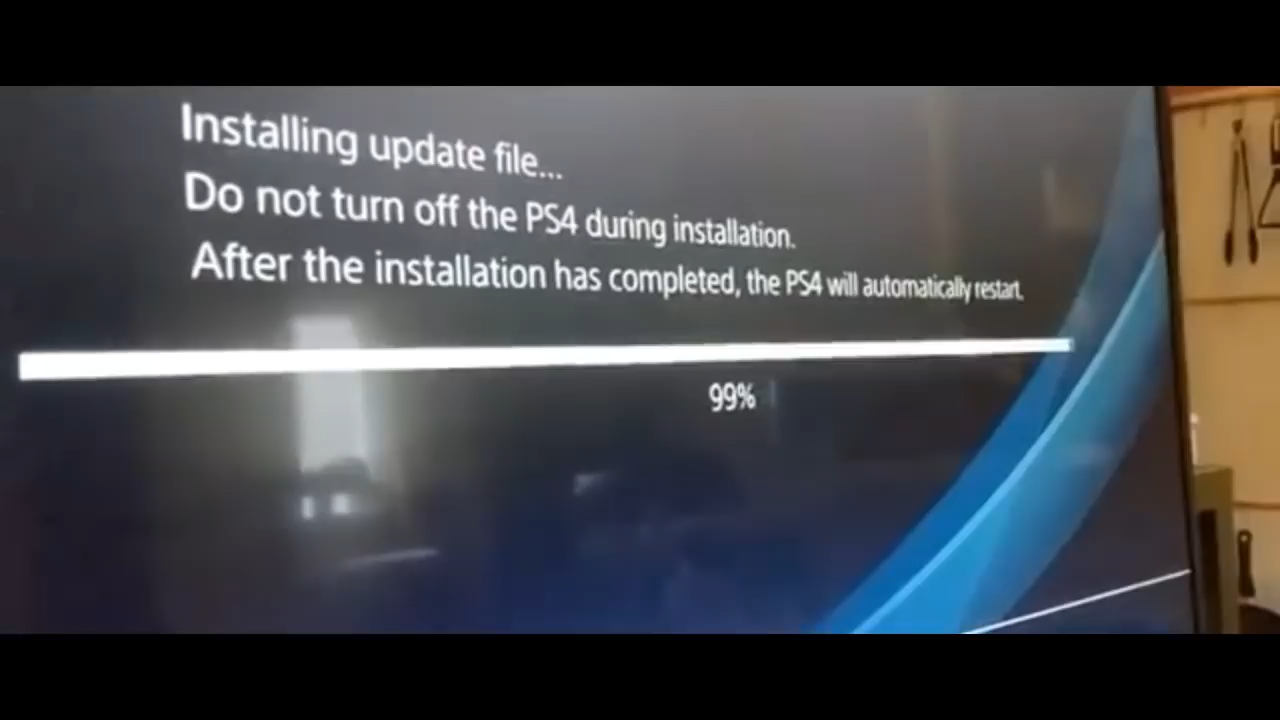 Installing update file...
Do not turn off the PS4 during installation.
After the installation has completed, the PS4 will automatically restart.
99%